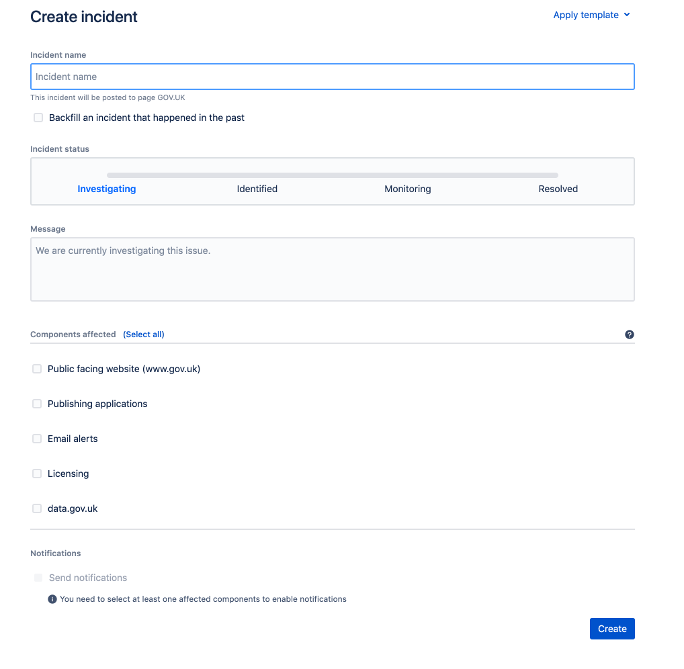 Create incident
Apply template
Incident name
Incident name
This incident will be posted to page GOV.UK
Backfill an incident that happened in the past
Incident status
Investigating Identified Monitoring Resolved
Message
We are currently investigating this issue.
Components affected (Select all)
?
Public facing website (www.gov.uk)
Publishing applications
Email alerts
Licensing
data.gov.uk
Notifications
Send notifications
i You need to select at least one affected components to enable notifications
Create